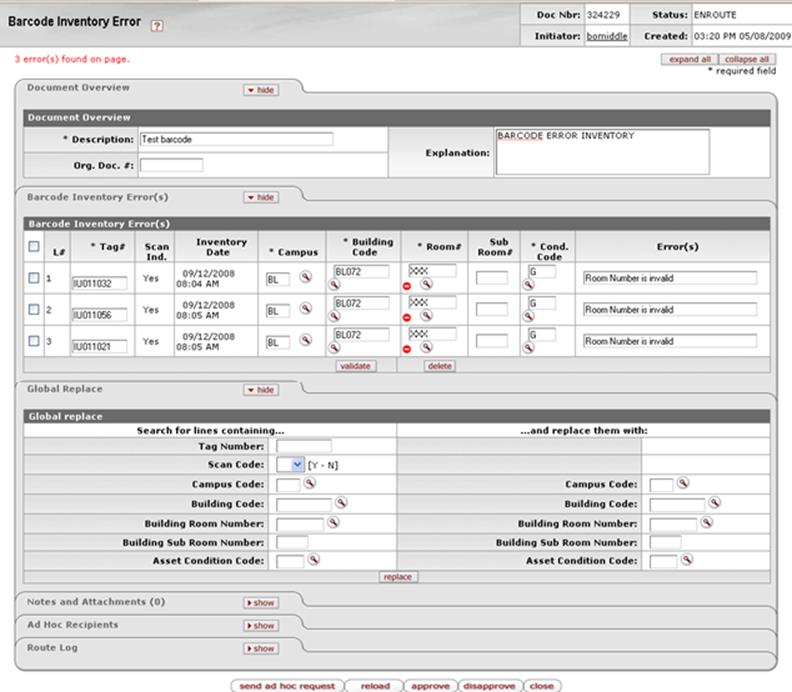 Barcode Inventory Error ?
Doc Nbr: 324229 Status: ENROUTE
Initiator: bomiddle Created: 03:20 PM 05/08/2009
3 error(s) found on page.
expand all collapse all
* required field
Document Overview hide
Document Overview
* Description: Test barcode
Explanation: BARCODE ERROR INVENTORY
Org. Doc. #:
Barcode Inventory Error(s) hide
Barcode Inventory Error(s)
L# * Tag# Scan Ind. Inventory Date * Campus * Building Code * Room# Sub Room# * Cond. Code Error(s)
1 IU011032 Yes 09/12/2008 08:04 AM BL BL072 XXX G Room Number is invalid
2 IU011056 Yes 09/12/2008 08:05 AM BL BL072 XXX G Room Number is invalid
3 IU011021 Yes 09/12/2008 08:05 AM BL BL072 XXX G Room Number is invalid
validate delete
Global Replace hide
Global replace
Search for lines containing... ...and replace them with:
Tag Number:
Scan Code: [Y - N]
Campus Code: Campus Code:
Building Code: Building Code:
Building Room Number: Building Room Number:
Building Sub Room Number: Building Sub Room Number:
Asset Condition Code: Asset Condition Code:
replace
Notes and Attachments (0) show
Ad Hoc Recipients show
Route Log show
send ad hoc request reload approve disapprove close